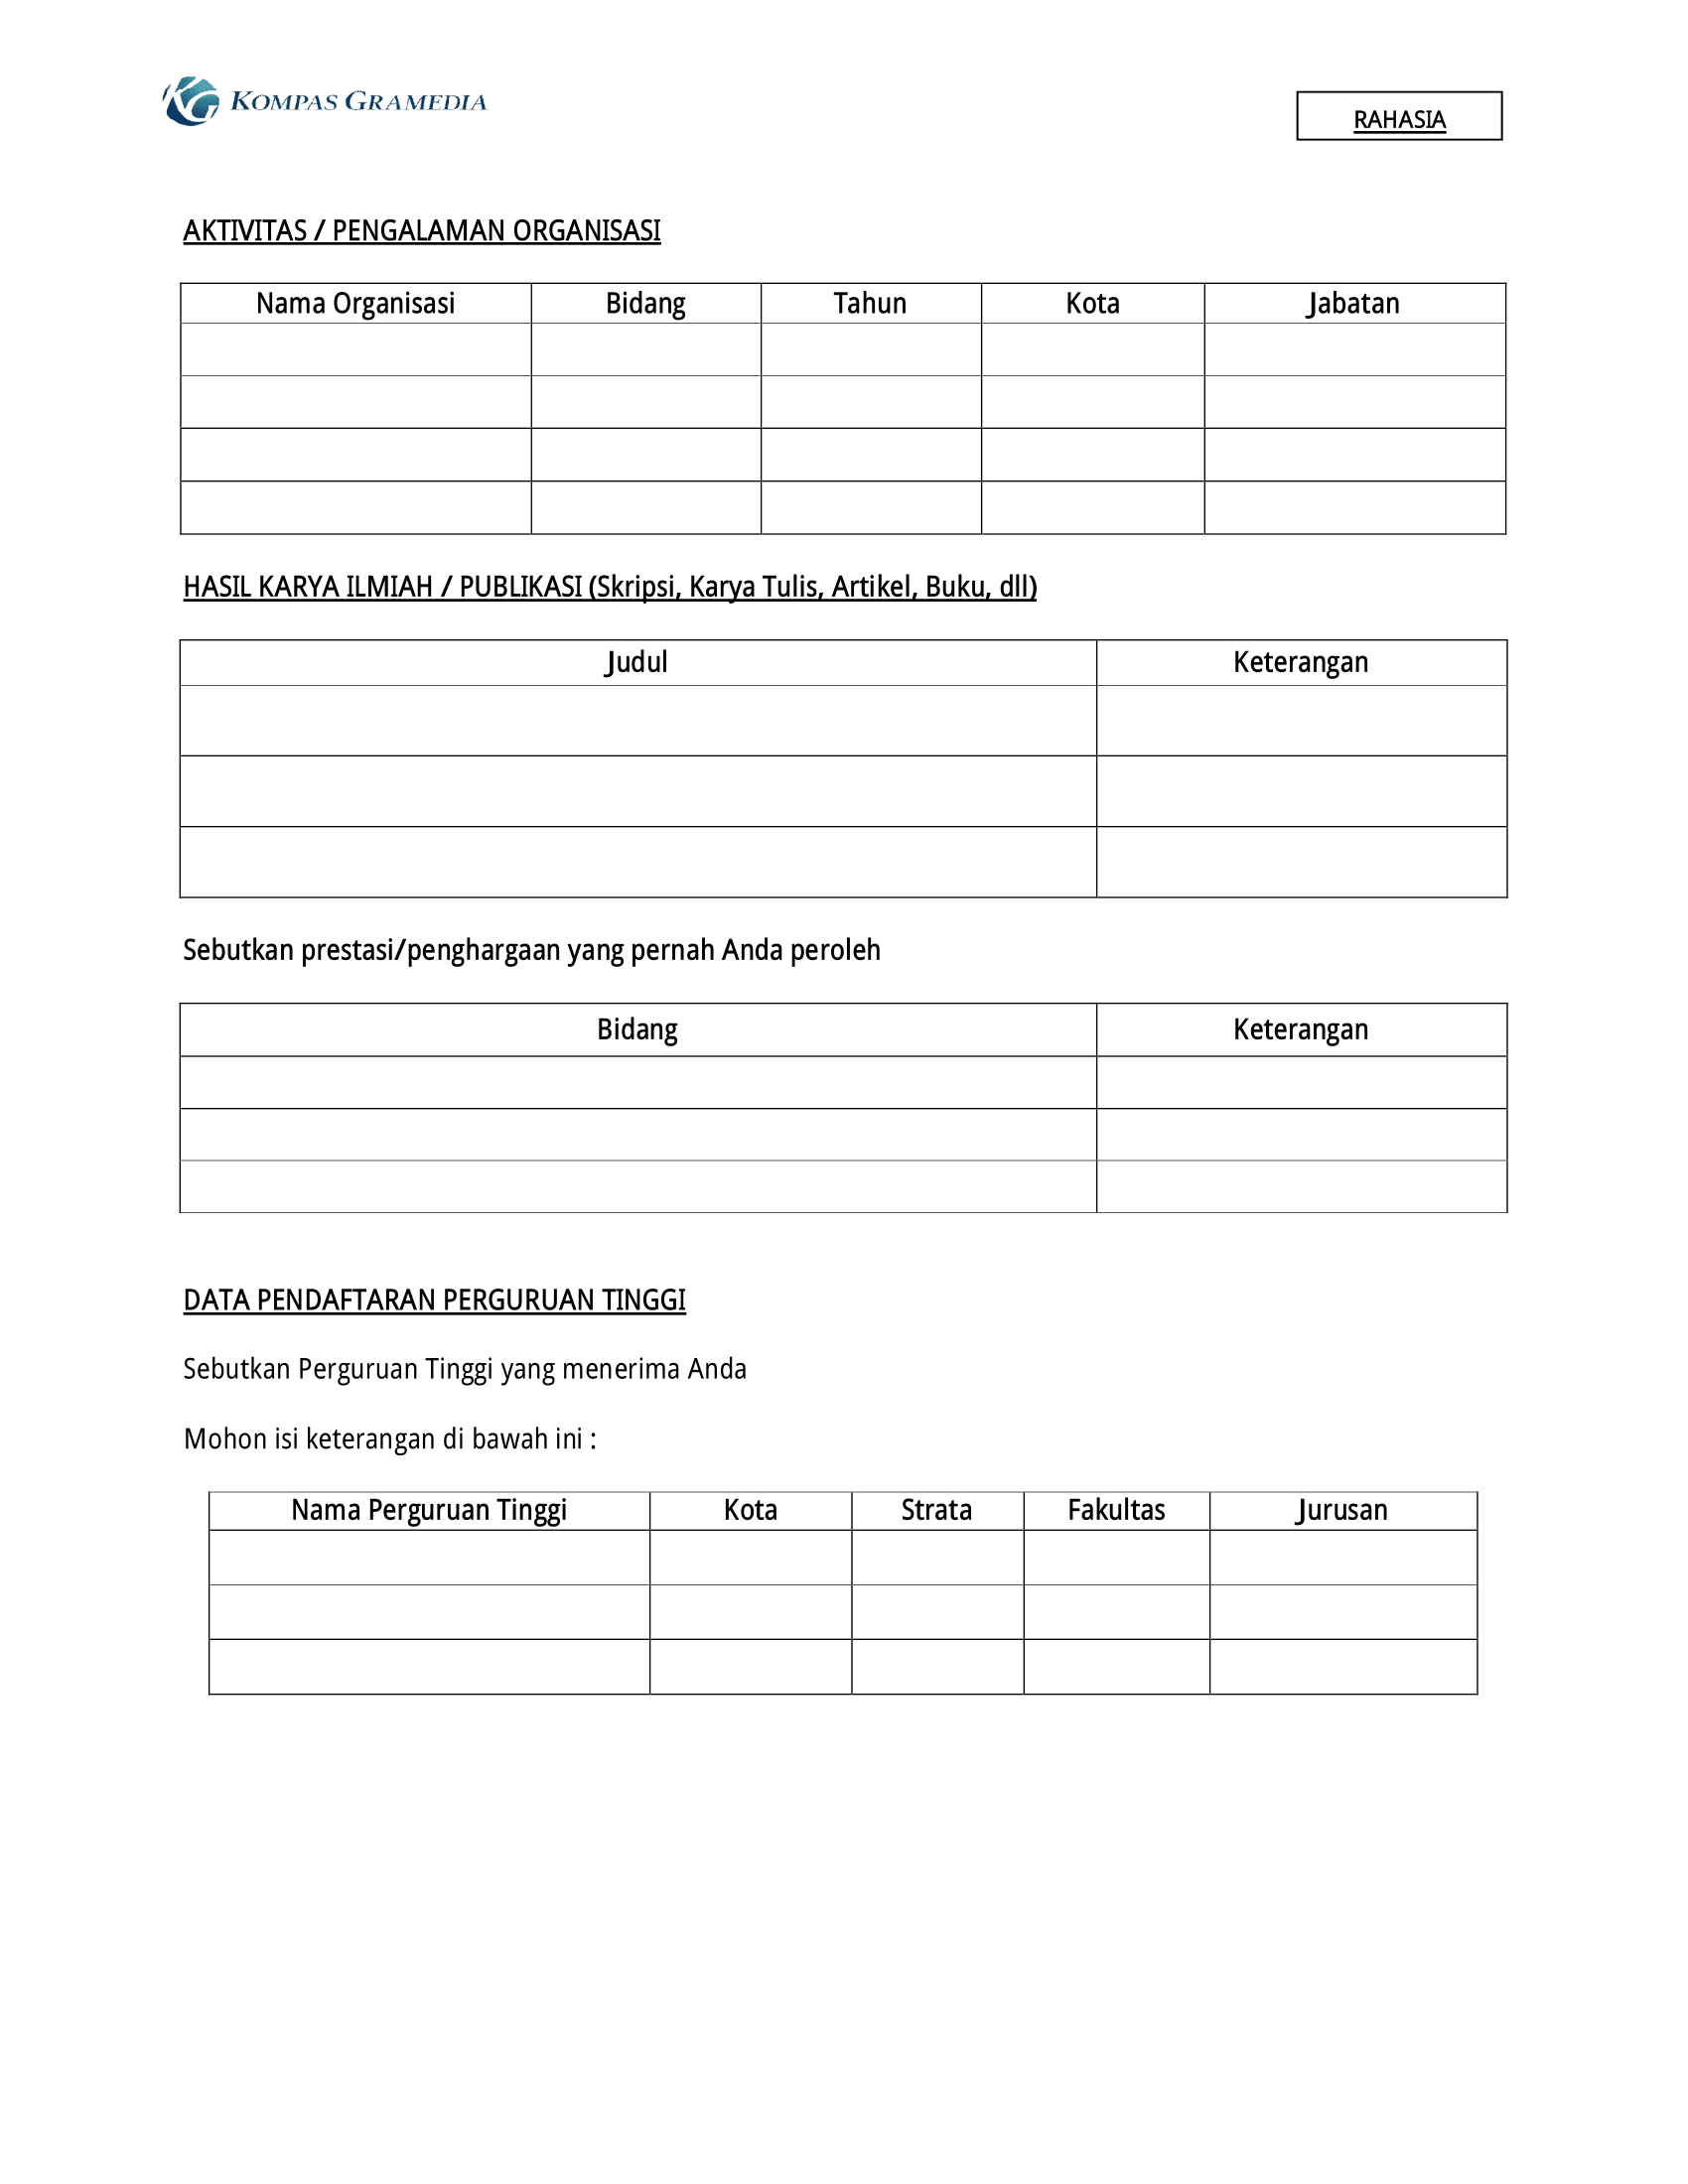 KOMPAS GRAMEDIA
RAHASIA
AKTIVITAS / PENGALAMAN ORGANISASI
Nama Organisasi Bidang Tahun Kota Jabatan
HASIL KARYA ILMIAH / PUBLIKASI (Skripsi, Karya Tulis, Artikel, Buku, dll)
Judul Keterangan
Sebutkan prestasi/penghargaan yang pernah Anda peroleh
Bidang Keterangan
DATA PENDAFTARAN PERGURUAN TINGGI
Sebutkan Perguruan Tinggi yang menerima Anda
Mohon isi keterangan di bawah ini :
Nama Perguruan Tinggi Kota Strata Fakultas Jurusan